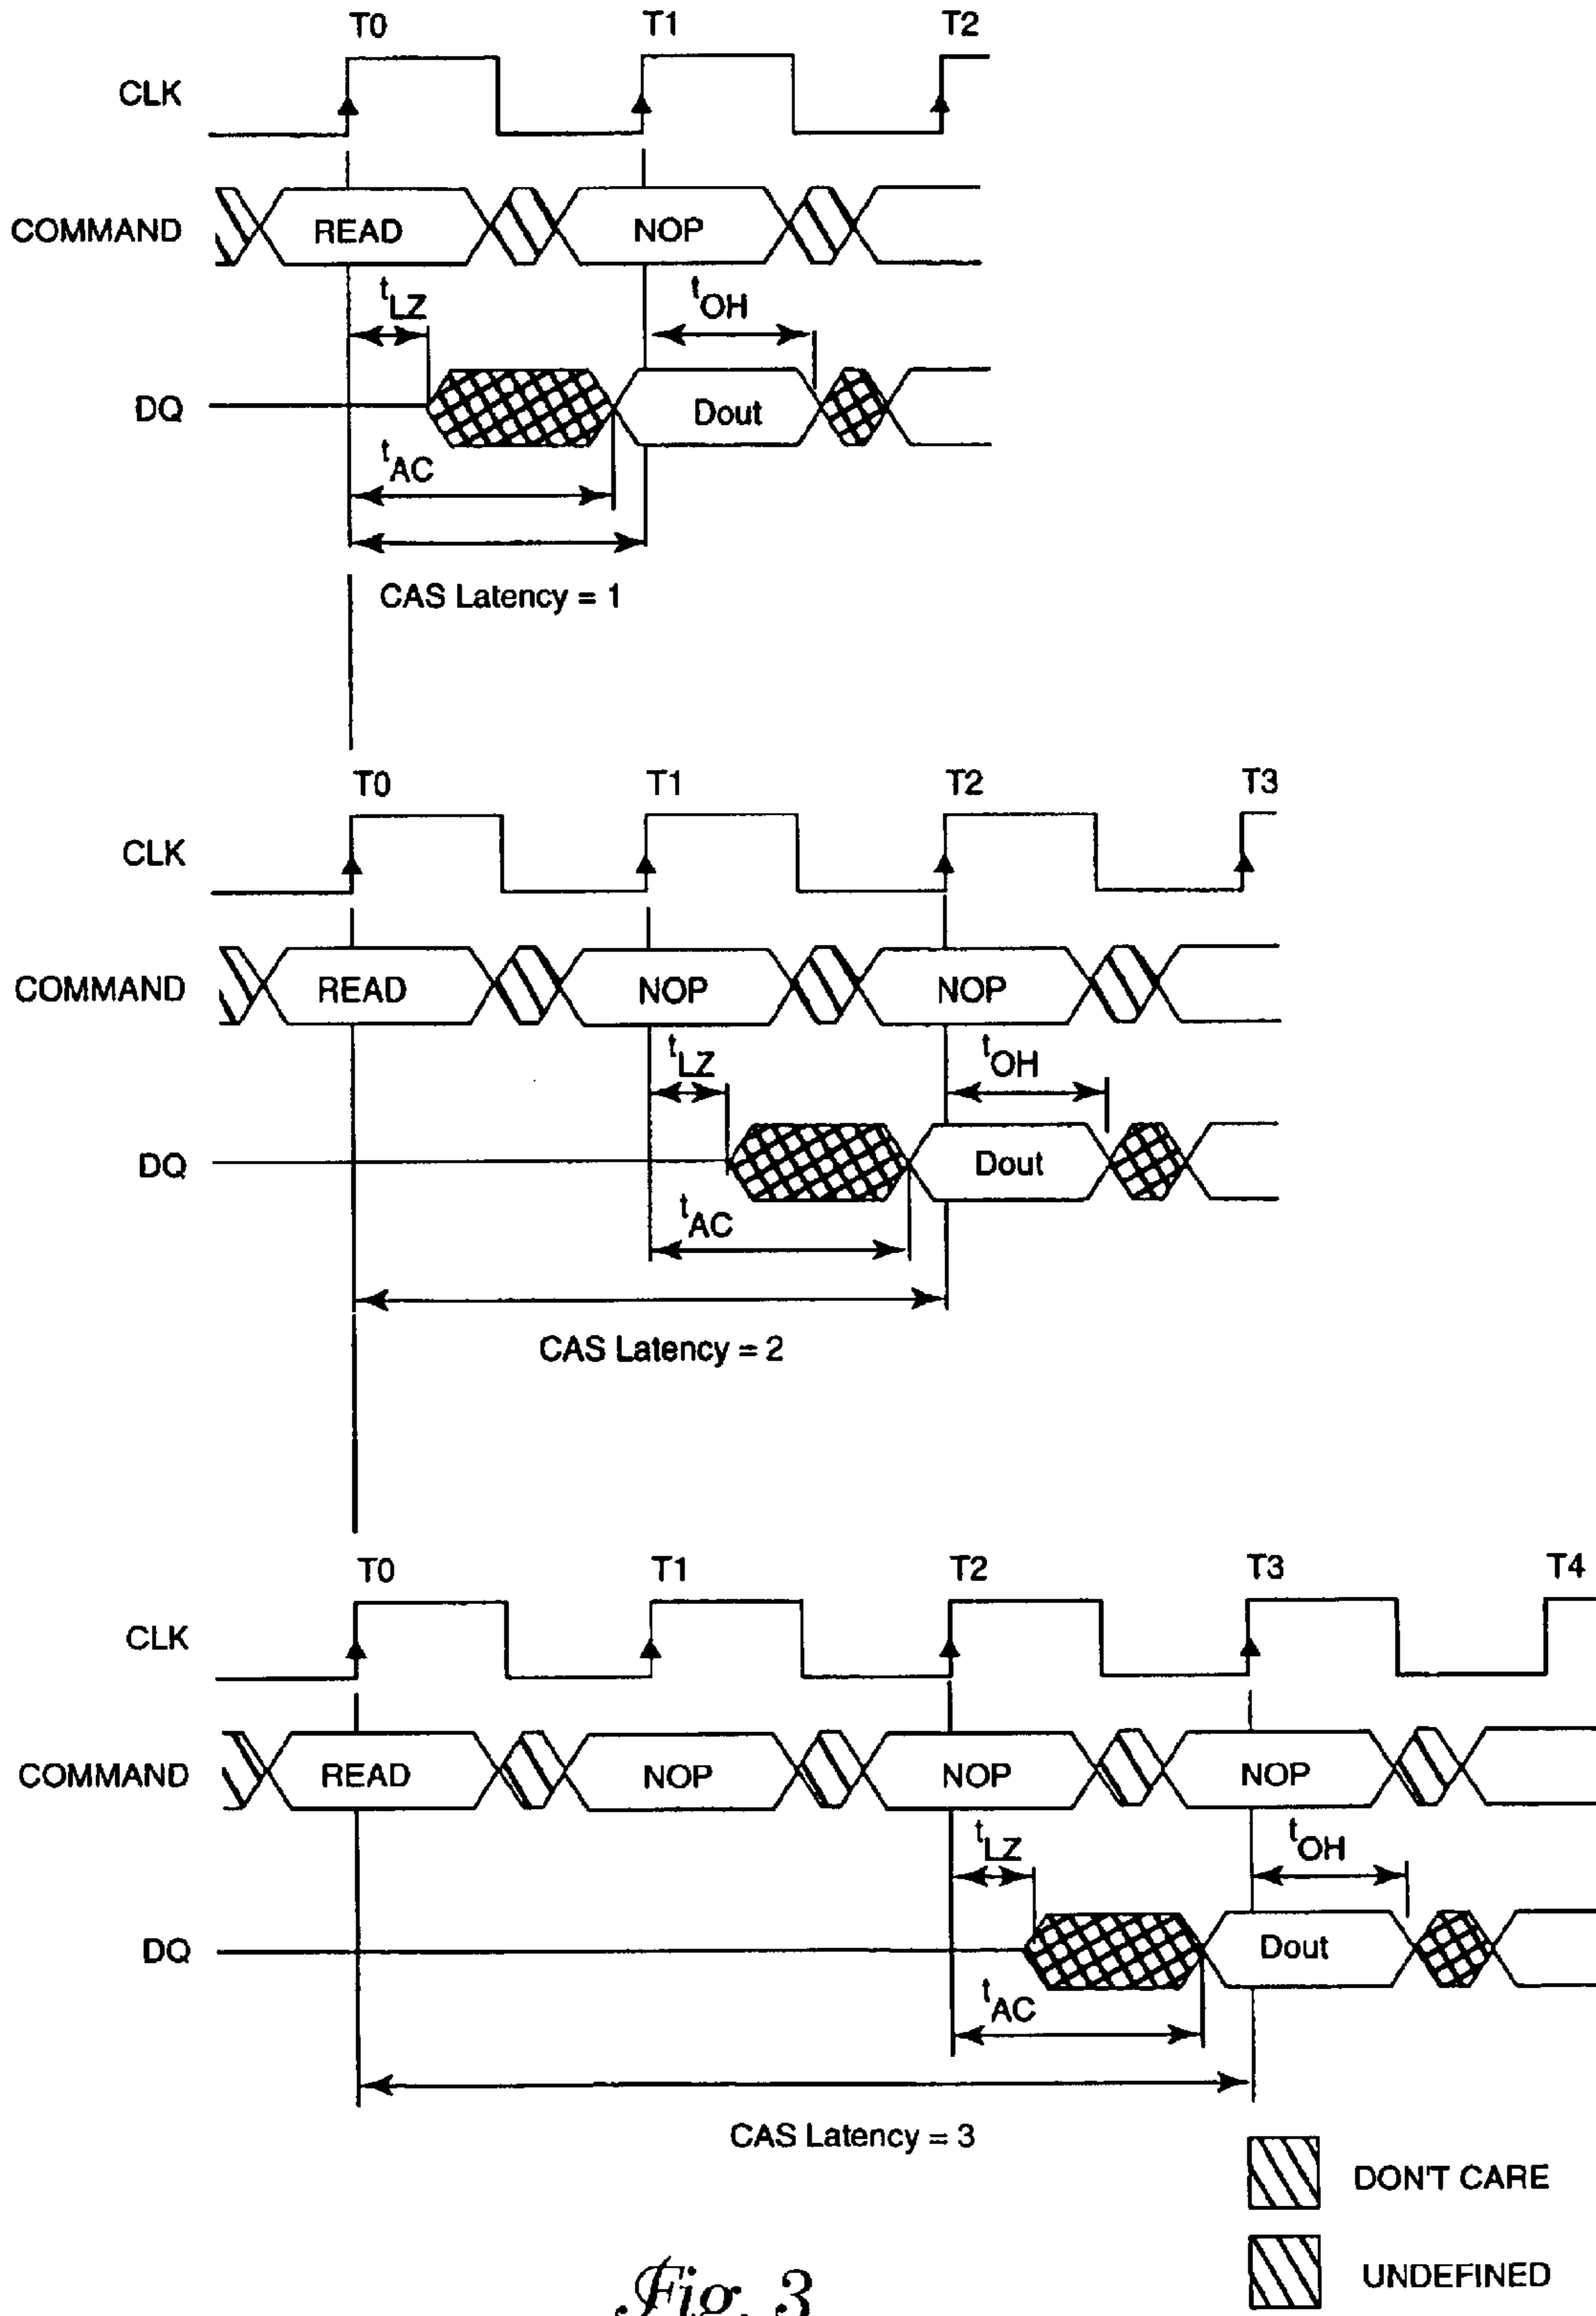 T0 T1 T2
CLK
COMMAND READ NOP
tLZ tOH
DQ Dout
tAC
CAS Latency = 1
T0 T1 T2 T3
CLK
COMMAND READ NOP NOP
tLZ tOH
DQ Dout
tAC
CAS Latency = 2
T0 T1 T2 T3 T4
CLK
COMMAND READ NOP NOP NOP
tLZ tOH
DQ Dout
tAC
CAS Latency = 3
DON'T CARE
UNDEFINED
Fig. 3